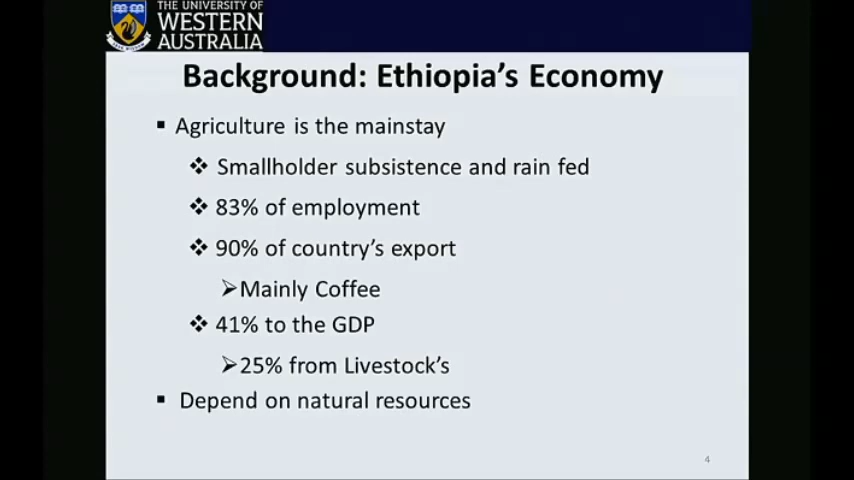 THE UNIVERSITY OF
WESTERN
AUSTRALIA
Background: Ethiopia's Economy
▪ Agriculture is the mainstay
❖ Smallholder subsistence and rain fed
❖ 83% of employment
❖ 90% of country's export
➢Mainly Coffee
❖ 41% to the GDP
➢25% from Livestock's
▪ Depend on natural resources
4